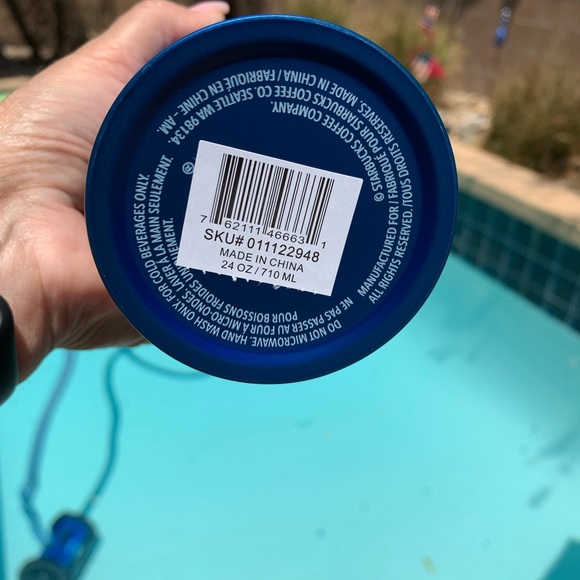 © STARBUCKS COFFEE COMPANY.
MANUFACTURED FOR / FABRIQUÉ POUR STARBUCKS COFFEE CO. SEATTLE WA 98134.
ALL RIGHTS RESERVED. /TOUS DROITS RESERVES. MADE IN CHINA / FABRIQUE EN CHINE -AM
DO NOT MICROWAVE. HAND WASH ONLY. FOR COLD BEVERAGES ONLY.
NE PAS PASSER AU FOUR A MICRO-ONDES. LAVER A LA MAIN SEULEMENT.
POUR BOISSONS FROIDES
®
7 62111 46663 1
SKU# 011122948
MADE IN CHINA
24 OZ / 710 ML